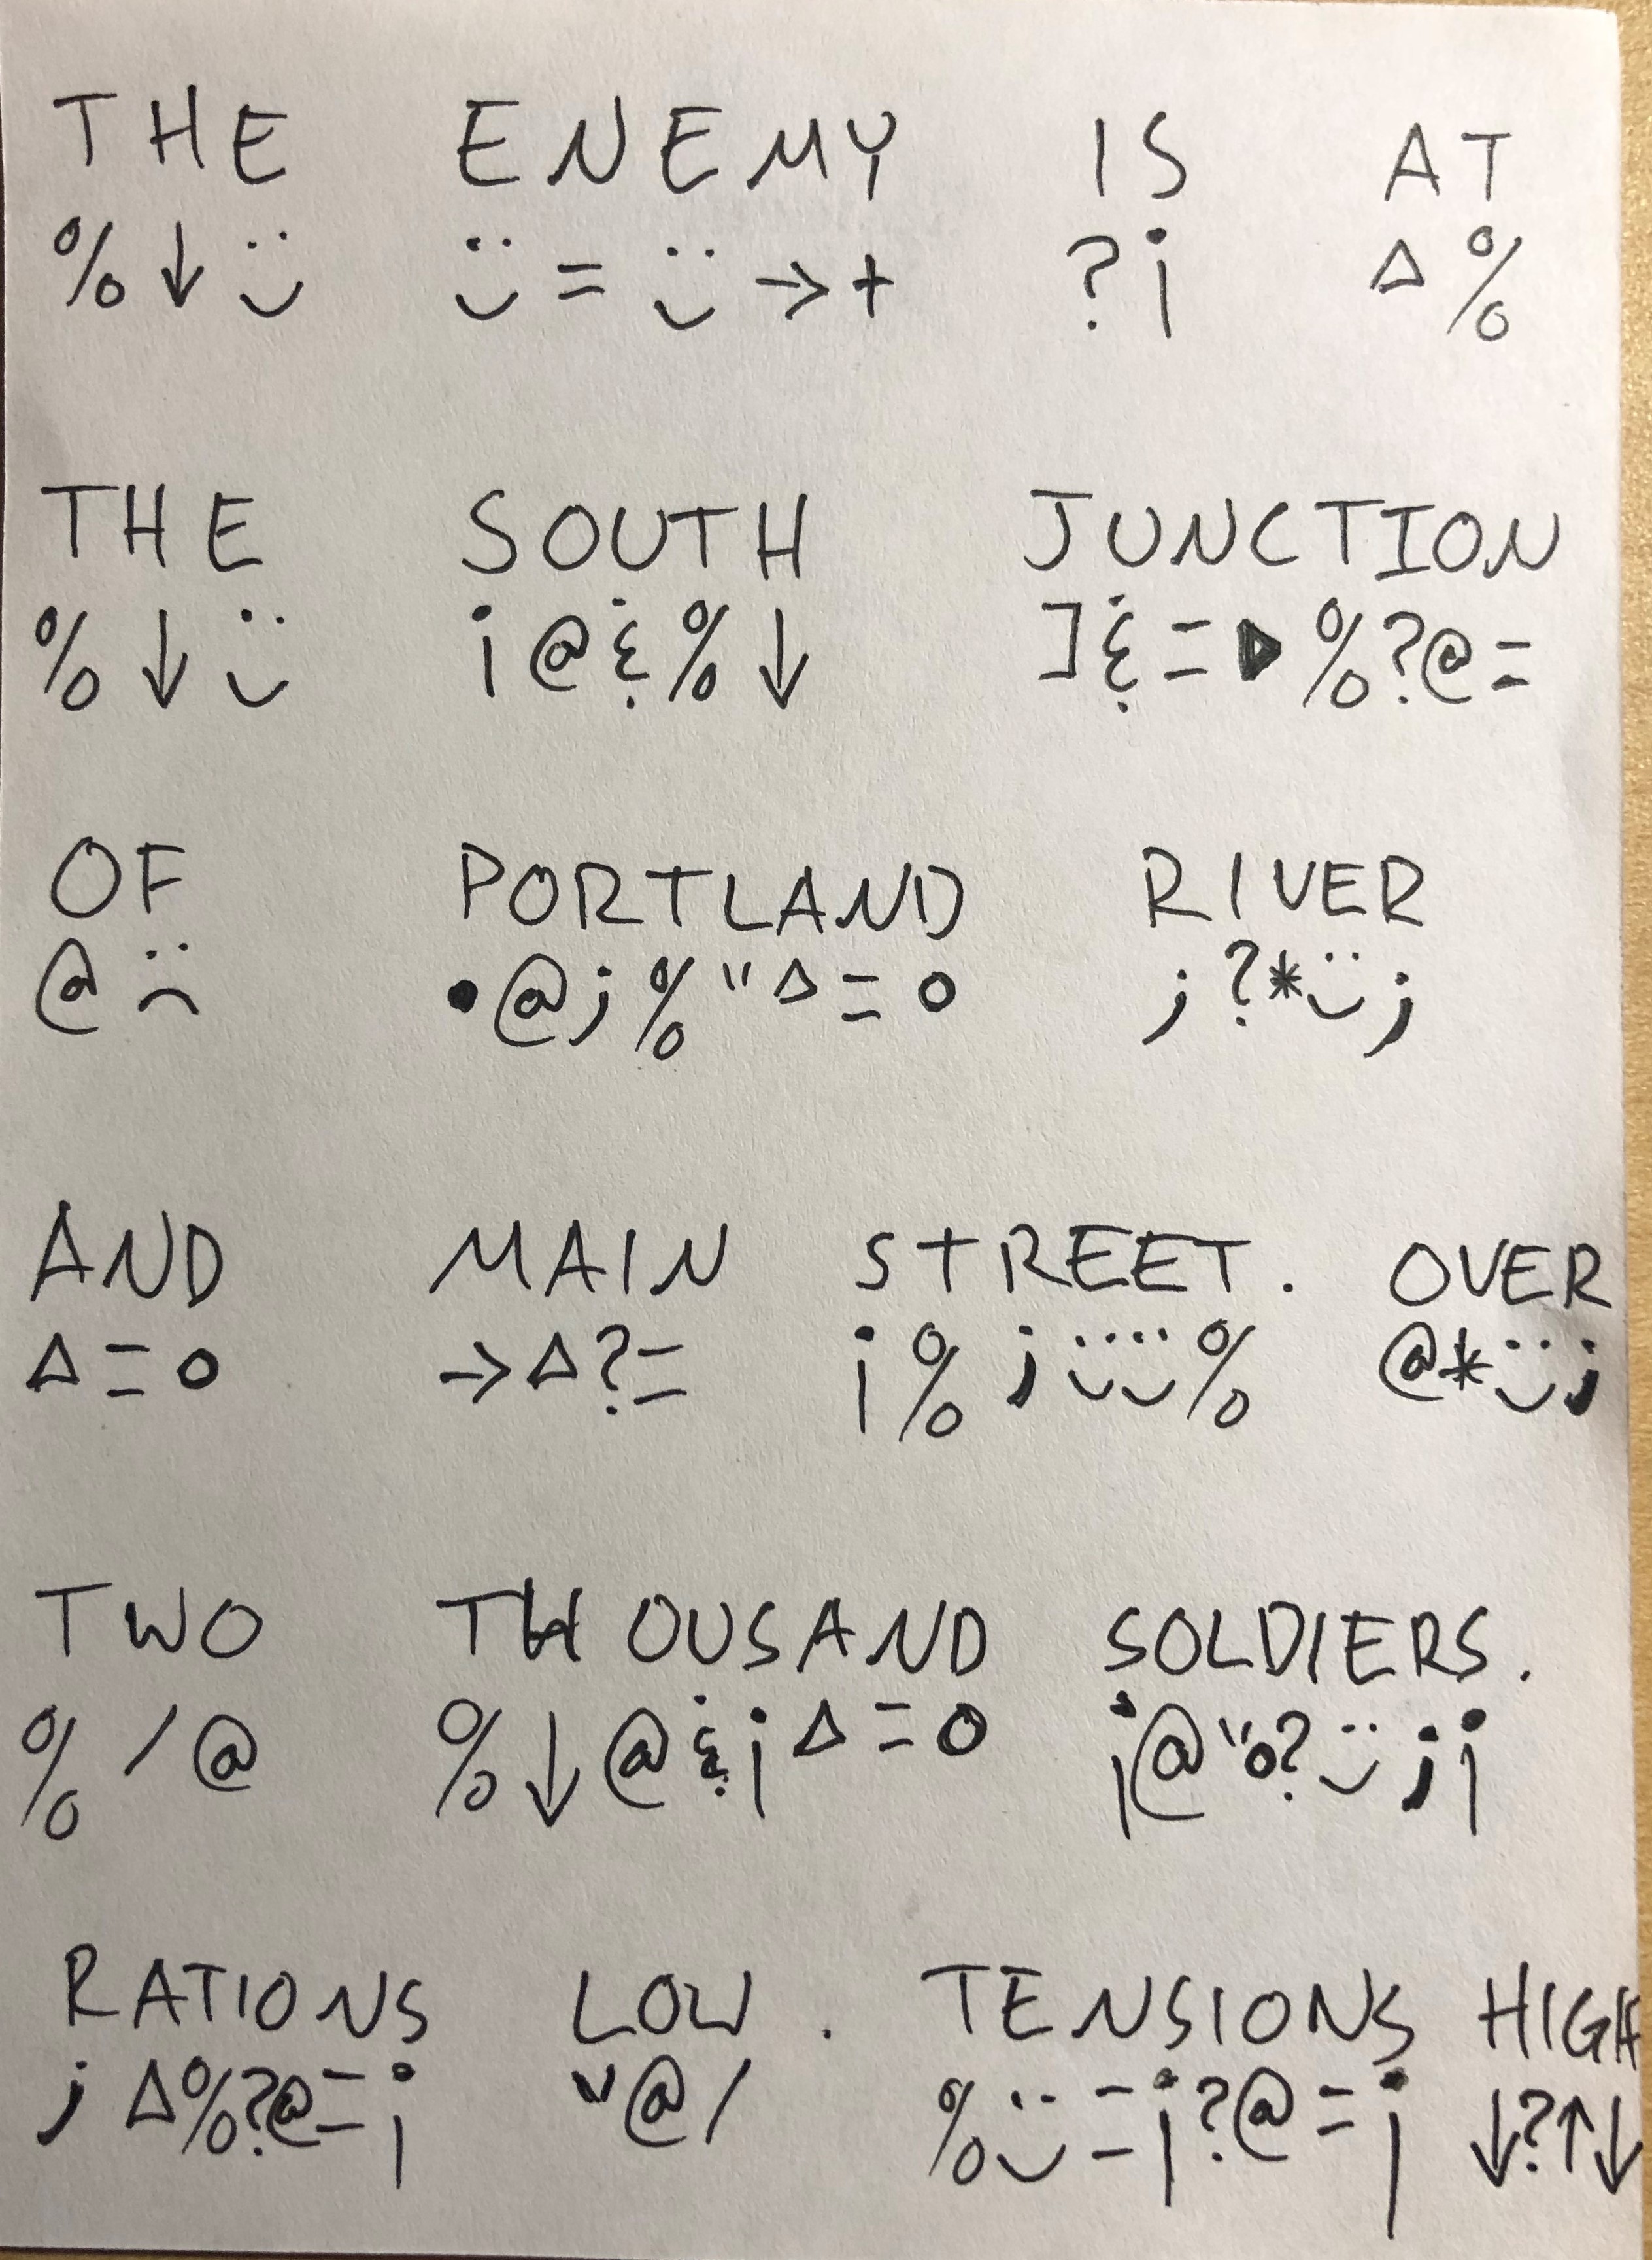 THE ENEMY IS AT
%↓:) :)=:)→+ ?¡ △%
THE SOUTH JUNCTION
%↓:) ¡@&%↓ ]&=▶%?@=
OF PORTLAND RIVER
@:( •@;%"△=o ;?*:);
AND MAIN STREET. OVER
△=o →△?= ¡%;:):)% @*:);
TWO THOUSAND SOLDIERS.
%/@ %↓@&¡△=o ¡@"o?:);¡
RATIONS LOW. TENSIONS HIGH
;△%?@=¡ "@/ %:)=¡?@=¡ ↓?↑↓